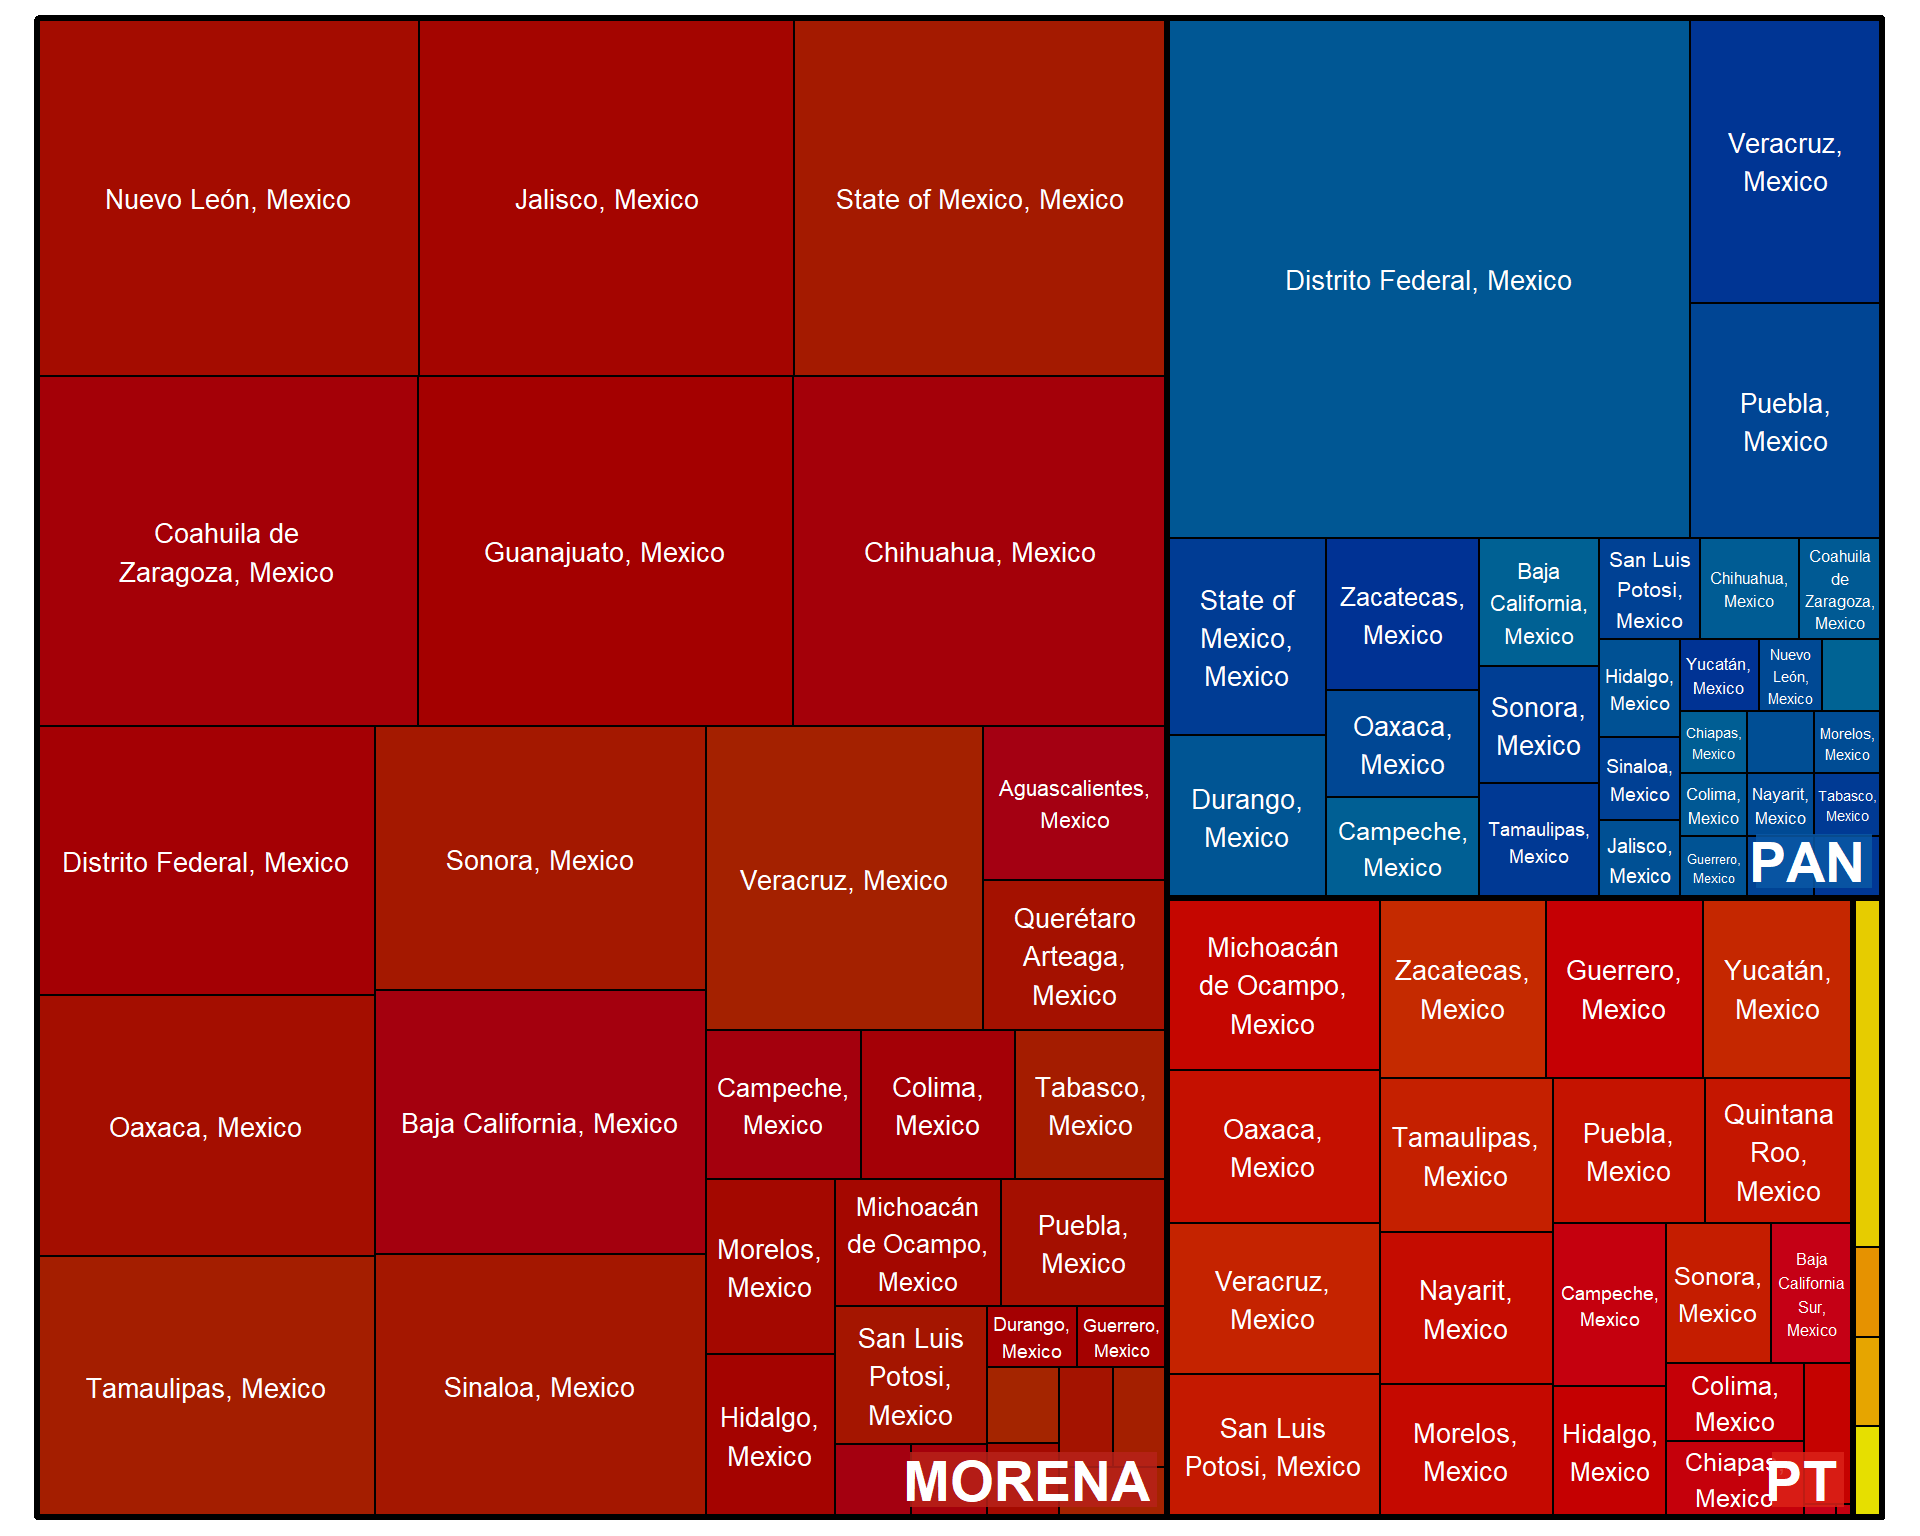 Nuevo León, Mexico
Jalisco, Mexico
State of Mexico, Mexico
Coahuila de
Zaragoza, Mexico
Guanajuato, Mexico
Chihuahua, Mexico
Distrito Federal, Mexico
Sonora, Mexico
Veracruz, Mexico
Aguascalientes,
Mexico
Querétaro
Arteaga,
Mexico
Oaxaca, Mexico
Baja California, Mexico
Campeche,
Mexico
Colima,
Mexico
Tabasco,
Mexico
Tamaulipas, Mexico
Sinaloa, Mexico
Morelos,
Mexico
Michoacán
de Ocampo,
Mexico
Puebla,
Mexico
Hidalgo,
Mexico
San Luis
Potosi,
Mexico
Durango,
Mexico
Guerrero,
Mexico
MORENA
Distrito Federal, Mexico
Veracruz,
Mexico
Puebla,
Mexico
State of
Mexico,
Mexico
Zacatecas,
Mexico
Baja
California,
Mexico
San Luis
Potosi,
Mexico
Chihuahua,
Mexico
Coahuila
de
Zaragoza,
Mexico
Durango,
Mexico
Oaxaca,
Mexico
Campeche,
Mexico
Sonora,
Mexico
Tamaulipas,
Mexico
Hidalgo,
Mexico
Sinaloa,
Mexico
Jalisco,
Mexico
Yucatán,
Mexico
Nuevo
León,
Mexico
Chiapas,
Mexico
Morelos,
Mexico
Colima,
Mexico
Nayarit,
Mexico
Tabasco,
Mexico
Guerrero,
Mexico
PAN
Michoacán
de Ocampo,
Mexico
Zacatecas,
Mexico
Guerrero,
Mexico
Yucatán,
Mexico
Oaxaca,
Mexico
Tamaulipas,
Mexico
Puebla,
Mexico
Quintana
Roo,
Mexico
Veracruz,
Mexico
Nayarit,
Mexico
Campeche,
Mexico
Sonora,
Mexico
Baja
California
Sur,
Mexico
San Luis
Potosi, Mexico
Morelos,
Mexico
Hidalgo,
Mexico
Colima,
Mexico
Chiapas,
Mexico
PT